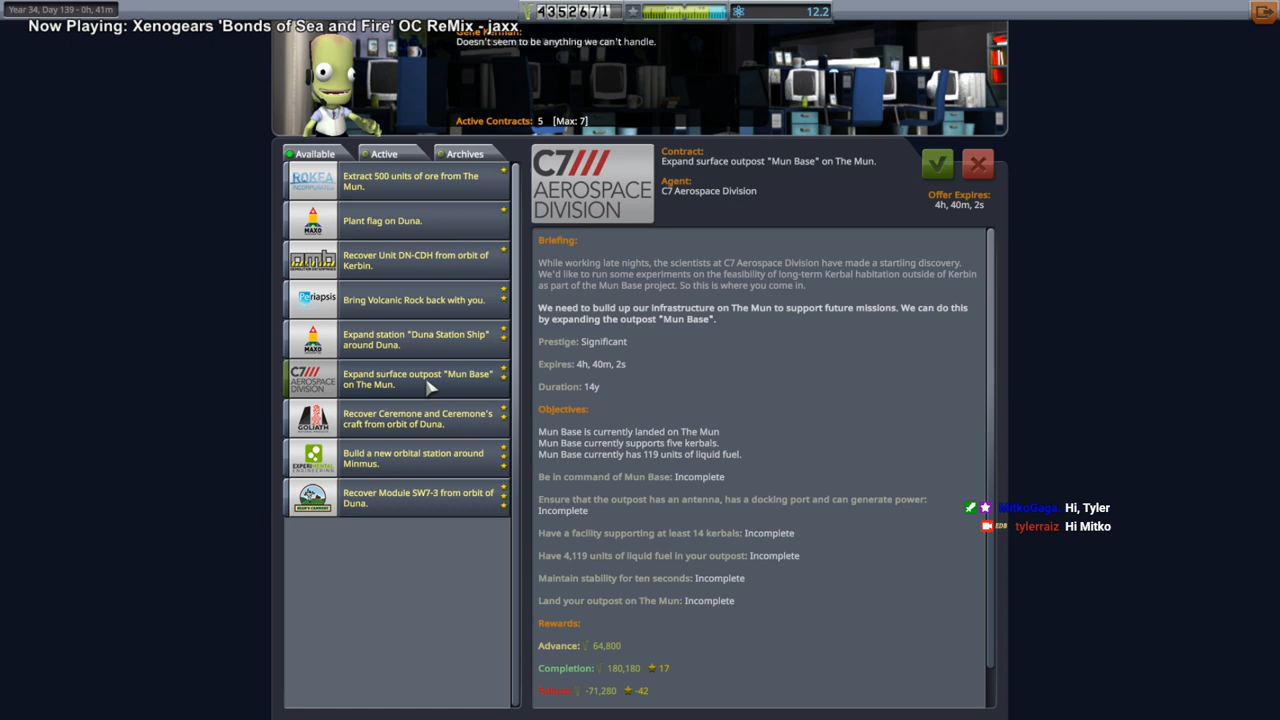 Year 34, Day 139 - 0h, 41m
4352671
12.2
Now Playing: Xenogears 'Bonds of Sea and Fire' OC ReMix - jaxx
Gene Kerman:
Doesn't seem to be anything we can't handle.
Active Contracts: 5 [Max: 7]
Available
Active
Archives
ROKEA
INCORPORATED
Extract 500 units of ore from The
Mun.
MAXO
Plant flag on Duna.
Recover Unit DN-CDH from orbit of
Kerbin.
Periapsis
Bring Volcanic Rock back with you.
MAXO
Expand station "Duna Station Ship"
around Duna.
C7
AEROSPACE
DIVISION
Expand surface outpost "Mun Base"
on The Mun.
GOLIATH
Recover Ceremone and Ceremone's
craft from orbit of Duna.
EXPERIMENTAL
ENGINEERING
Build a new orbital station around
Minmus.
Recover Module SW7-3 from orbit of
Duna.
C7
AEROSPACE
DIVISION
Contract:
Expand surface outpost "Mun Base" on The Mun.
Agent:
C7 Aerospace Division
Offer Expires:
4h, 40m, 2s
Briefing:
While working late nights, the scientists at C7 Aerospace Division have made a startling discovery.
We'd like to run some experiments on the feasibility of long-term Kerbal habitation outside of Kerbin
as part of the Mun Base project. So this is where you come in.
We need to build up our infrastructure on The Mun to support future missions. We can do this
by expanding the outpost "Mun Base".
Prestige: Significant
Expires: 4h, 40m, 2s
Duration: 14y
Objectives:
Mun Base is currently landed on The Mun
Mun Base currently supports five kerbals.
Mun Base currently has 119 units of liquid fuel.
Be in command of Mun Base: Incomplete
Ensure that the outpost has an antenna, has a docking port and can generate power:
Incomplete
Have a facility supporting at least 14 kerbals: Incomplete
Have 4,119 units of liquid fuel in your outpost: Incomplete
Maintain stability for ten seconds: Incomplete
Land your outpost on The Mun: Incomplete
Rewards:
Advance: 64,800
Completion: 180,180 17
Failure: -71,280 -42
MitkoGaga. Hi, Tyler
EDB tylerraiz Hi Mitko